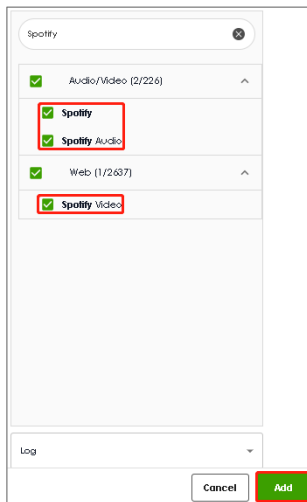 Spotify
Audio/Video (2/226)
Spotify
Spotify Audio
Web (1/2637)
Spotify Video
Log
Cancel
Add